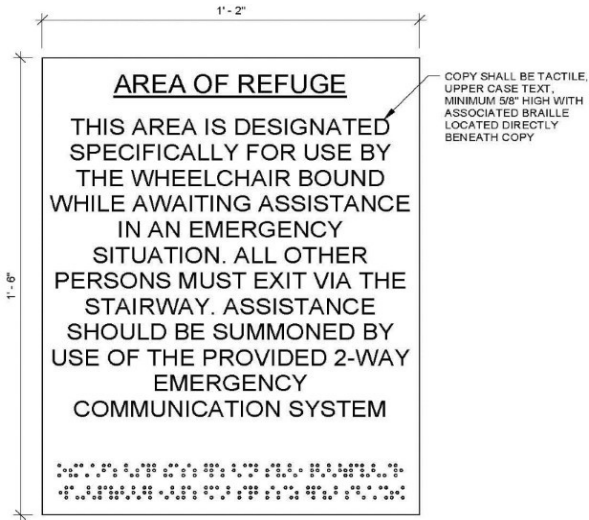 1' - 2"
AREA OF REFUGE
THIS AREA IS DESIGNATED
SPECIFICALLY FOR USE BY
THE WHEELCHAIR BOUND
WHILE AWAITING ASSISTANCE
IN AN EMERGENCY
SITUATION. ALL OTHER
PERSONS MUST EXIT VIA THE
STAIRWAY. ASSISTANCE
SHOULD BE SUMMONED BY
USE OF THE PROVIDED 2-WAY
EMERGENCY
COMMUNICATION SYSTEM
1' - 6"
COPY SHALL BE TACTILE,
UPPER CASE TEXT,
MINIMUM 5/8" HIGH WITH
ASSOCIATED BRAILLE
LOCATED DIRECTLY
BENEATH COPY